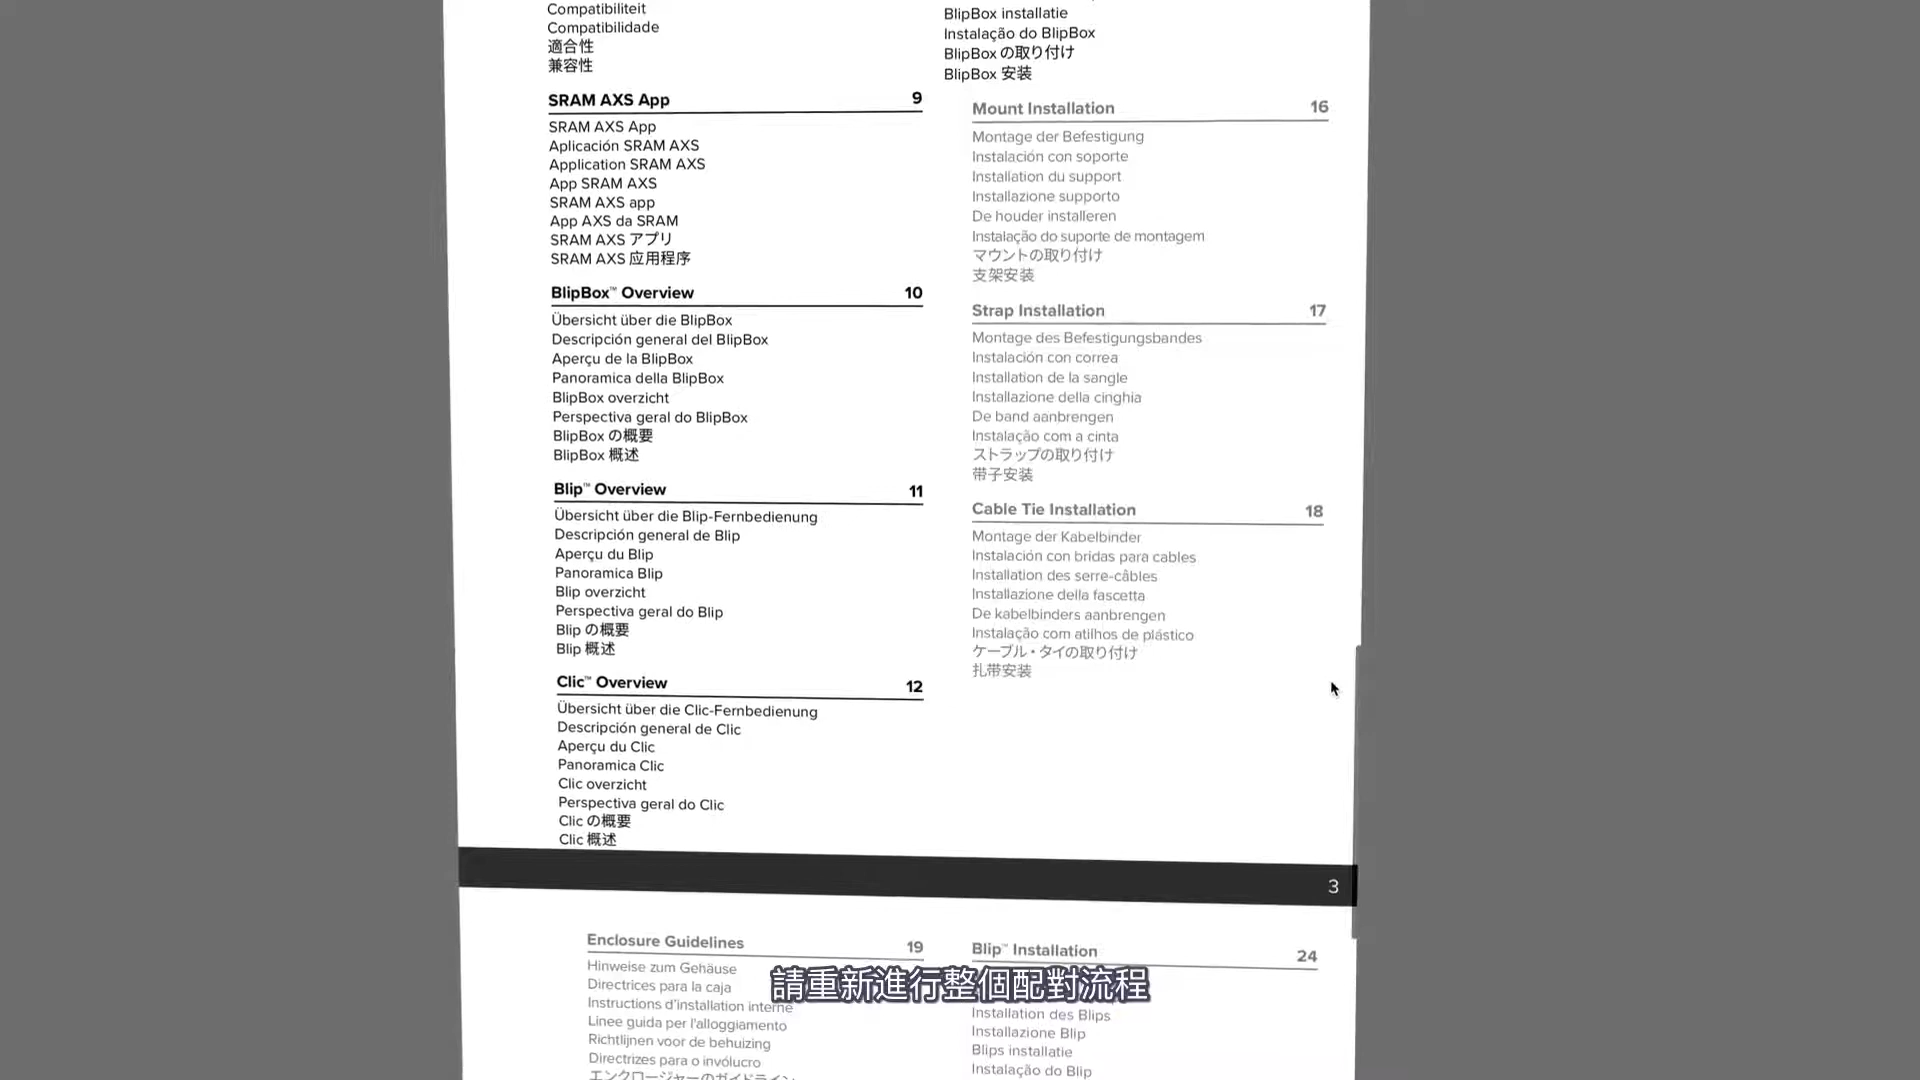 Compatibiliteit
Compatibilidade
適合性
兼容性
SRAM AXS App 9
SRAM AXS App
Aplicación SRAM AXS
Application SRAM AXS
App SRAM AXS
SRAM AXS app
App AXS da SRAM
SRAM AXS アプリ
SRAM AXS 应用程序
BlipBox™ Overview 10
Übersicht über die BlipBox
Descripción general del BlipBox
Aperçu de la BlipBox
Panoramica della BlipBox
BlipBox overzicht
Perspectiva geral do BlipBox
BlipBox の概要
BlipBox 概述
Blip™ Overview 11
Übersicht über die Blip-Fernbedienung
Descripción general de Blip
Aperçu du Blip
Panoramica Blip
Blip overzicht
Perspectiva geral do Blip
Blip の概要
Blip 概述
Clic™ Overview 12
Übersicht über die Clic-Fernbedienung
Descripción general de Clic
Aperçu du Clic
Panoramica Clic
Clic overzicht
Perspectiva geral do Clic
Clic の概要
Clic 概述
BlipBox installatie
Instalação do BlipBox
BlipBox の取り付け
BlipBox 安装
Mount Installation 16
Montage der Befestigung
Instalación con soporte
Installation du support
Installazione supporto
De houder installeren
Instalação do suporte de montagem
マウントの取り付け
支架安装
Strap Installation 17
Montage des Befestigungsbandes
Instalación con correa
Installation de la sangle
Installazione della cinghia
De band aanbrengen
Instalação com a cinta
ストラップの取り付け
带子安装
Cable Tie Installation 18
Montage der Kabelbinder
Instalación con bridas para cables
Installation des serre-câbles
Installazione della fascetta
De kabelbinders aanbrengen
Instalação com atilhos de plástico
ケーブル・タイの取り付け
扎带安装
3
Enclosure Guidelines 19
Hinweise zum Gehäuse
Directrices para la caja
Instructions d'installation interne
Linee guida per l'alloggiamento
Richtlijnen voor de behuizing
Directrizes para o invólucro
エンクロージャーのガイドライン
Blip™ Installation 24
Installation des Blips
Installazione Blip
Blips installatie
Instalação do Blip
請重新進行整個配對流程